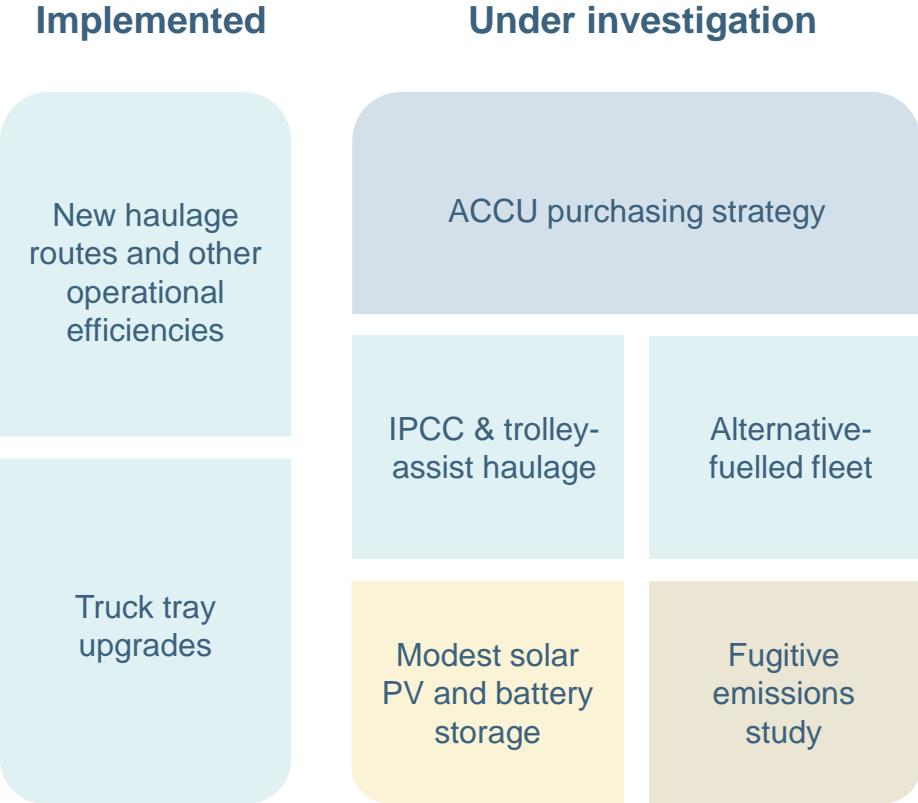 Implemented
Under investigation
New haulage
routes and other
operational
efficiencies
Truck tray
upgrades
ACCU purchasing strategy
IPCC & trolley-
assist haulage
Alternative-
fuelled fleet
Modest solar
PV and battery
storage
Fugitive
emissions
study